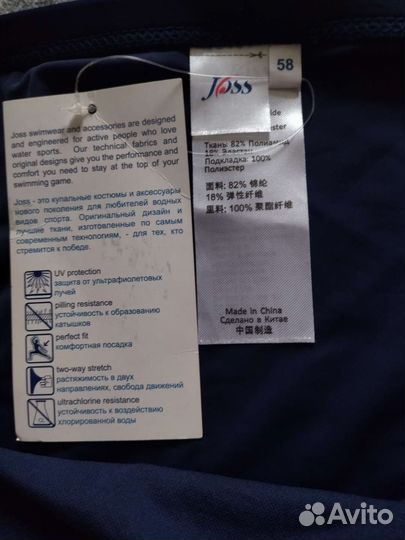 Joss swimwear and accessories are designed
and engineered for active people who love
water sports. Our technical fabrics and
original designs give you the performance and
comfort you need to stay at the top of your
swimming game.
Joss - это купальные костюмы и аксессуары
нового поколения для любителей водных
видов спорта. Оригинальный дизайн и
лучшие ткани, изготовленные по самым
современным технологиям, - для тех, кто
стремится к победе.
UV protection
защита от ультрафиолетовых
лучей
pilling resistance
устойчивость к образованию
катышков
perfect fit
комфортная посадка
two-way stretch
растяжимость в двух
направлениях, свобода движений
ultrachlorine resistance
устойчивость к воздействию
хлорированной воды
Joss
58
Ткань: 82% Полиамид
18% Эластан
Подкладка: 100%
Полиэстер
面料: 82% 锦纶
18% 弹性纤维
里料: 100% 聚酯纤维
Made in China
Сделано в Китае
中国制造
Avito